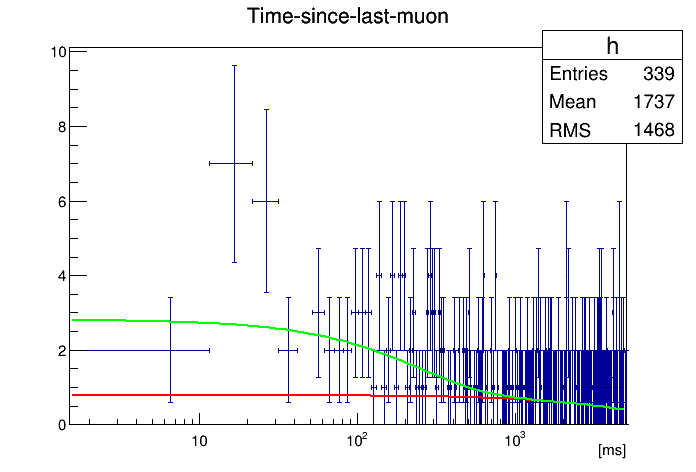 Time-since-last-muon
h
Entries 339
Mean 1737
RMS 1468
10
8
6
4
2
0
10 10² 10³
[ms]